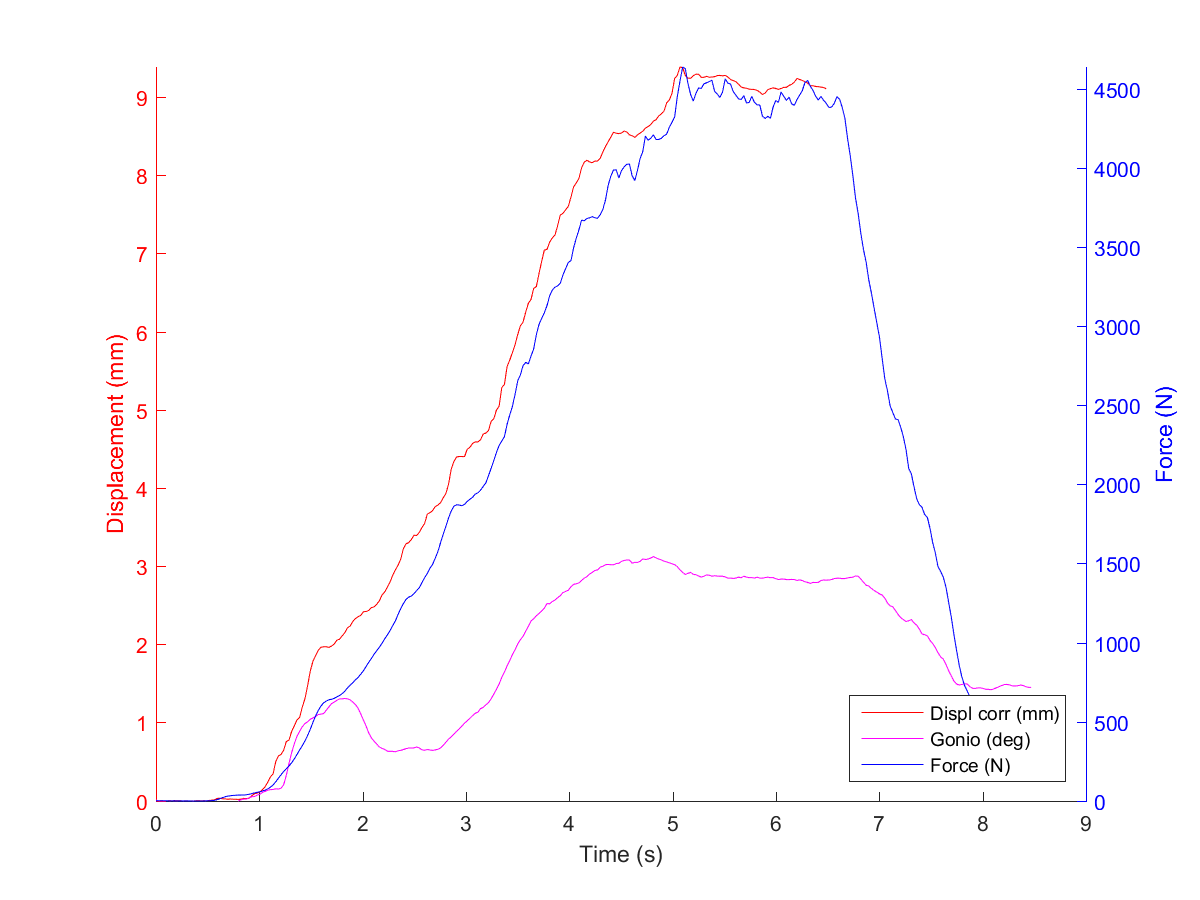 9
8
7
6
5
4
3
2
1
0
Displacement (mm)
4500
4000
3500
3000
2500
2000
1500
1000
500
0
Force (N)
Displ corr (mm)
Gonio (deg)
Force (N)
0 1 2 3 4 5 6 7 8 9
Time (s)